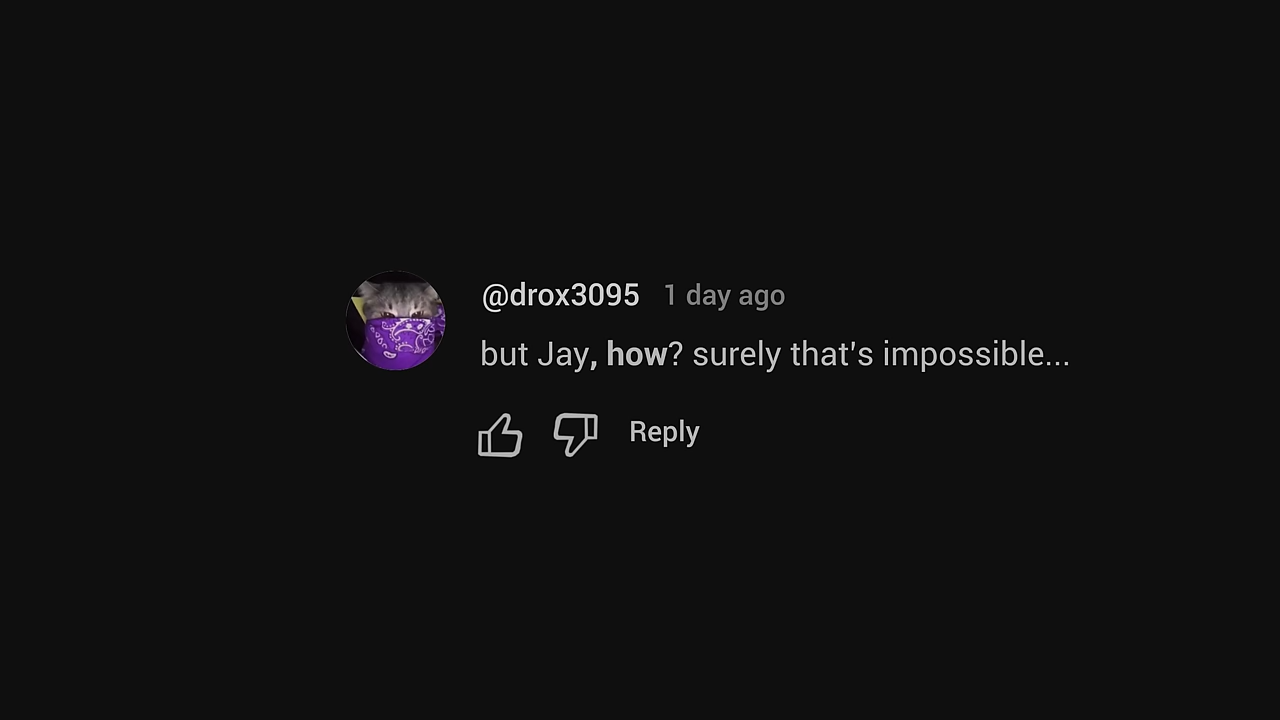 @drox3095 1 day ago
but Jay, how? surely that's impossible...
Reply